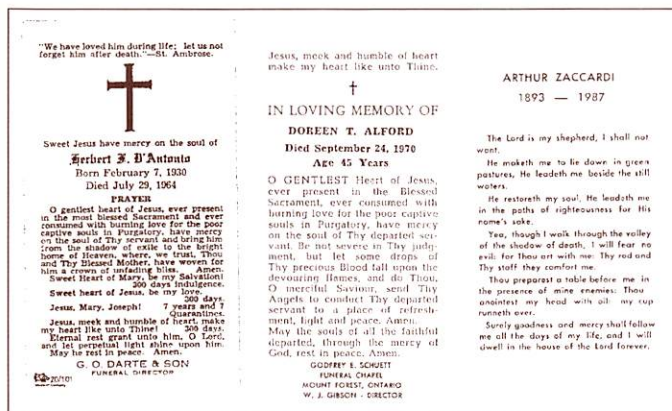 "We have loved him during life; let us not
forget him after death."—St. Ambrose.
Sweet Jesus have mercy on the soul of
Herbert F. D'Antonio
Born February 7, 1930
Died July 29, 1964
PRAYER
O gentlest heart of Jesus, ever present
in the most blessed Sacrament and ever
consumed with burning love for the poor
captive souls in Purgatory, have mercy
on the soul of Thy servant and bring him
from the shadow of exile to the bright
home of Heaven, where, we trust, Thou
and Thy Blessed Mother, have woven for
him a crown of unfading bliss. Amen.
Sweet Heart of Mary, be my Salvation!
300 days indulgence.
Sweet heart of Jesus, be my love.
300 days.
Jesus, Mary, Joseph! 7 years and 7
Quarantines.
Jesus, meek and humble of heart, make
my heart like unto Thine! 300 days.
Eternal rest grant unto him, O Lord,
and let perpetual light shine upon him.
May he rest in peace. Amen.
G. O. DARTE & SON
FUNERAL DIRECTOR
20/101
Jesus, meek and humble of heart
make my heart like unto Thine.
IN LOVING MEMORY OF
DOREEN T. ALFORD
Died September 24, 1970
Age 45 Years
O GENTLEST Heart of Jesus,
ever present in the Blessed
Sacrament, ever consumed with
burning love for the poor captive
souls in Purgatory, have mercy
on the soul of Thy departed ser-
vant. Be not severe in Thy judg-
ment, but let some drops of
Thy precious Blood fall upon the
devouring flames, and do Thou,
O merciful Saviour, send Thy
Angels to conduct Thy departed
servant to a place of refresh-
ment, light and peace. Amen.
May the souls of all the faithful
departed, through the mercy of
God, rest in peace. Amen.
GODFREY E. SCHUETT
FUNERAL CHAPEL
MOUNT FOREST, ONTARIO
W. J. GIBSON - DIRECTOR
ARTHUR ZACCARDI
1893 — 1987
The Lord is my shepherd, I shall not
want.
He maketh me to lie down in green
pastures, He leadeth me beside the still
waters.
He restoreth my soul, He leadeth me
in the paths of righteousness for His
name's sake.
Yea, though I walk through the valley
of the shadow of death, I will fear no
evil: for Thou art with me: Thy rod and
Thy staff they comfort me.
Thou preparest a table before me in
the presence of mine enemies: Thou
anointest my head with oil: my cup
runneth over.
Surely goodness and mercy shall follow
me all the days of my life, and I will
dwell in the house of the Lord forever.